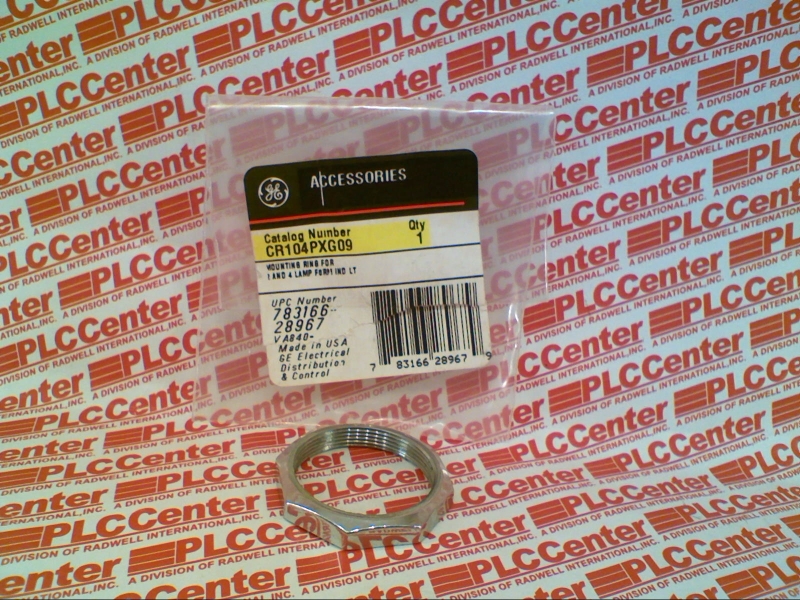 PLCCenter
A DIVISION OF RADWELL INTERNATIONAL, INC.
GE
ACCESSORIES
Catalog Number
Qty
CR104PXG09
1
MOUNTING RING FOR
1 AND 4 LAMP IND LT
UPC Number
783166-
28967
VA840-
Made in USA
GE Electrical
Distribution
& Control
7 83166 28967 9